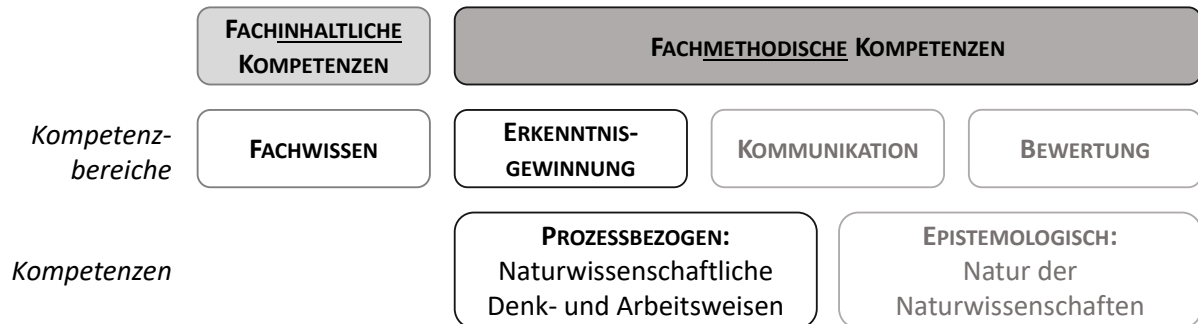 FACHINHALTLICHE
KOMPETENZEN
FACHMETHODISCHE KOMPETENZEN
Kompetenz-
bereiche
FACHWISSEN
ERKENNTNIS-
GEWINNUNG
KOMMUNIKATION
BEWERTUNG
Kompetenzen
PROZESSBEZOGEN:
Naturwissenschaftliche
Denk- und Arbeitsweisen
EPISTEMOLOGISCH:
Natur der
Naturwissenschaften